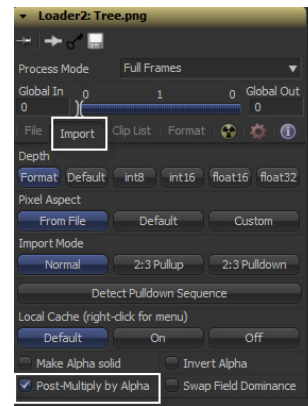 Loader2: Tree.png
Process Mode Full Frames
Global In 0 1 0 Global Out
0 0
File Import Clip List Format
Depth
Format Default int8 int16 float16 float32
Pixel Aspect
From File Default Custom
Import Mode
Normal 2:3 Pullup 2:3 Pulldown
Detect Pulldown Sequence
Local Cache (right-click for menu)
Default On Off
Make Alpha solid Invert Alpha
Post-Multiply by Alpha Swap Field Dominance